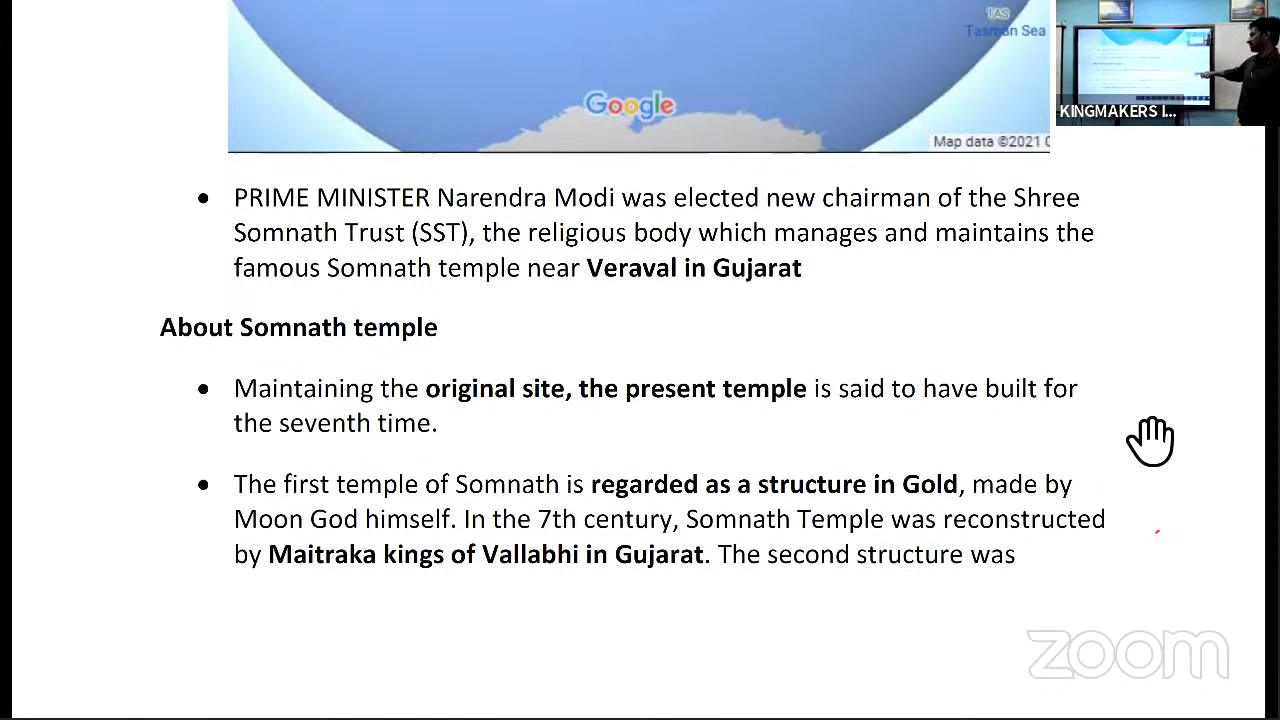 TAS
Tasman Sea
Google
Map data ©2021
KINGMAKERS I...
• PRIME MINISTER Narendra Modi was elected new chairman of the Shree
Somnath Trust (SST), the religious body which manages and maintains the
famous Somnath temple near Veraval in Gujarat
About Somnath temple
• Maintaining the original site, the present temple is said to have built for
the seventh time.
• The first temple of Somnath is regarded as a structure in Gold, made by
Moon God himself. In the 7th century, Somnath Temple was reconstructed
by Maitraka kings of Vallabhi in Gujarat. The second structure was
zoom